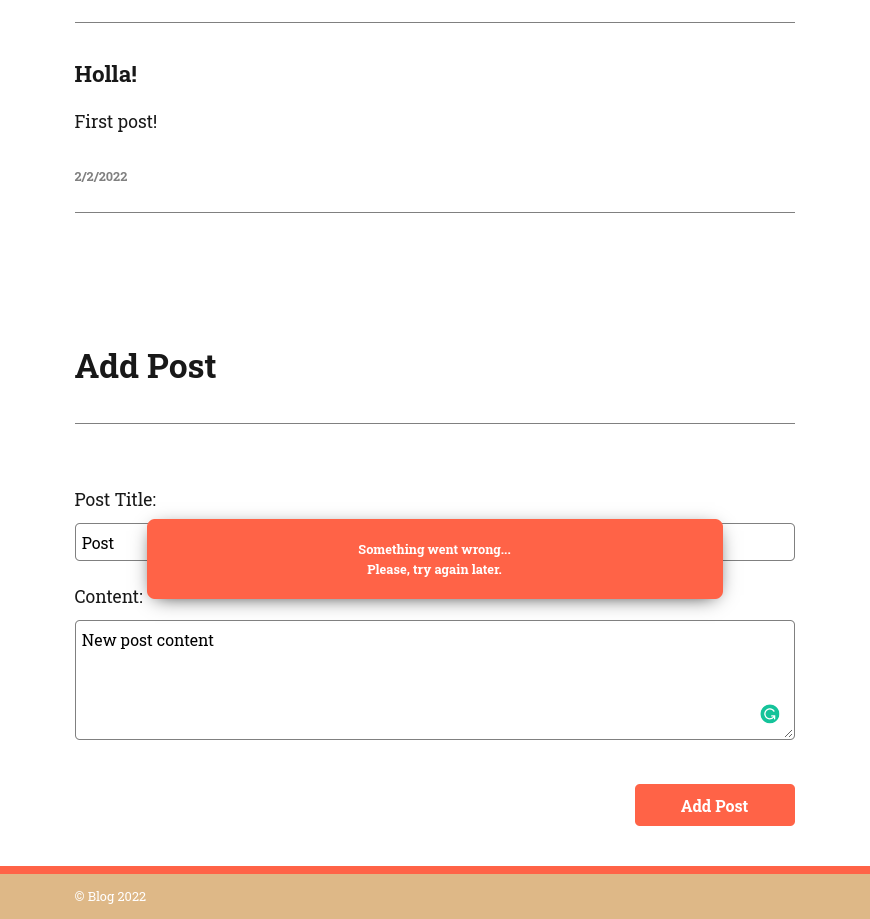 Holla!
First post!
2/2/2022
Add Post
Post Title:
Post
Something went wrong...
Please, try again later.
Content:
New post content
Add Post
© Blog 2022